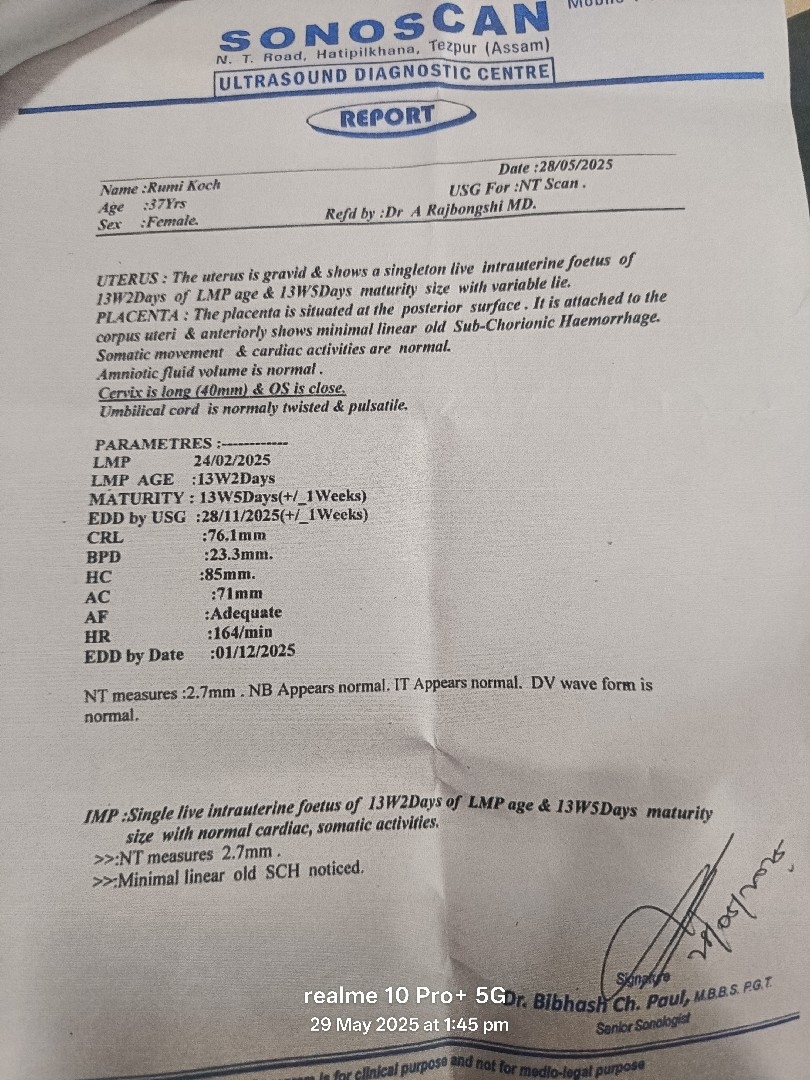 SONOSCAN
N. T. Road, Hatipilkhana, Tezpur (Assam)
ULTRASOUND DIAGNOSTIC CENTRE
REPORT
Date :28/05/2025
Name :Rumi Koch
USG For :NT Scan .
Age :37Yrs
Refd by :Dr A Rajbongshi MD.
Sex :Female.
UTERUS : The uterus is gravid & shows a singleton live intrauterine foetus of
13W2Days of LMP age & 13W5Days maturity size with variable lie.
PLACENTA : The placenta is situated at the posterior surface . It is attached to the
corpus uteri & anteriorly shows minimal linear old Sub-Chorionic Haemorrhage.
Somatic movement & cardiac activities are normal.
Amniotic fluid volume is normal .
Cervix is long (40mm) & OS is close.
Umbilical cord is normaly twisted & pulsatile.
PARAMETRES :------------
LMP 24/02/2025
LMP AGE :13W2Days
MATURITY : 13W5Days(+/_1Weeks)
EDD by USG :28/11/2025(+/_1Weeks)
CRL :76.1mm
BPD :23.3mm.
HC :85mm.
AC :71mm
AF :Adequate
HR :164/min
EDD by Date :01/12/2025
NT measures :2.7mm . NB Appears normal. IT Appears normal. DV wave form is
normal.
IMP :Single live intrauterine foetus of 13W2Days of LMP age & 13W5Days maturity
size with normal cardiac, somatic activities.
>>:NT measures 2.7mm .
>>:Minimal linear old SCH noticed.
Signature
Dr. Bibhash Ch. Paul, M.B.B.S. P.G.T.
Senior Sonologist
is for clinical purpose and not for medio-legal purpose
realme 10 Pro+ 5G
29 May 2025 at 1:45 pm